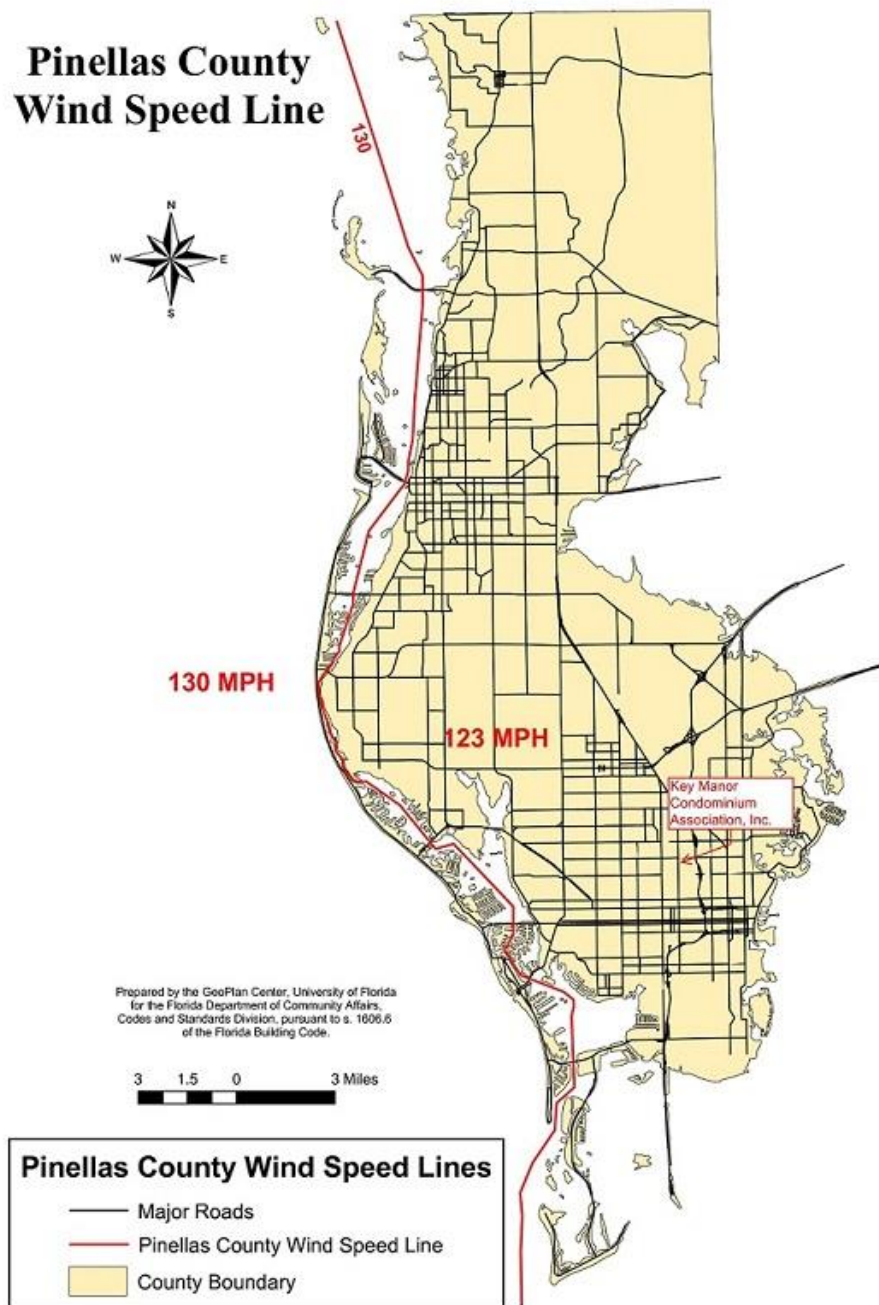 Pinellas County
Wind Speed Line
130
N
W E
S
130 MPH
123 MPH
Key Manor
Condominium
Association, Inc.
Prepared by the GeoPlan Center, University of Florida
for the Florida Department of Community Affairs,
Codes and Standards Division, pursuant to s. 1606.6
of the Florida Building Code.
3 1.5 0 3 Miles
Pinellas County Wind Speed Lines
Major Roads
Pinellas County Wind Speed Line
County Boundary